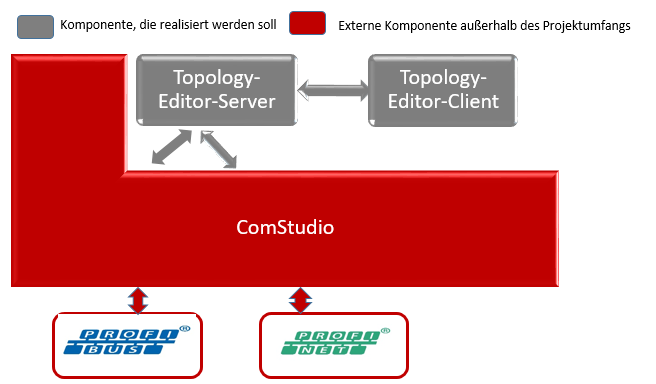 Komponente, die realisiert werden soll
Externe Komponente außerhalb des Projektumfangs
Topology-
Editor-Server
Topology-
Editor-Client
ComStudio
PROFI®
BUS
PROFI®
NET